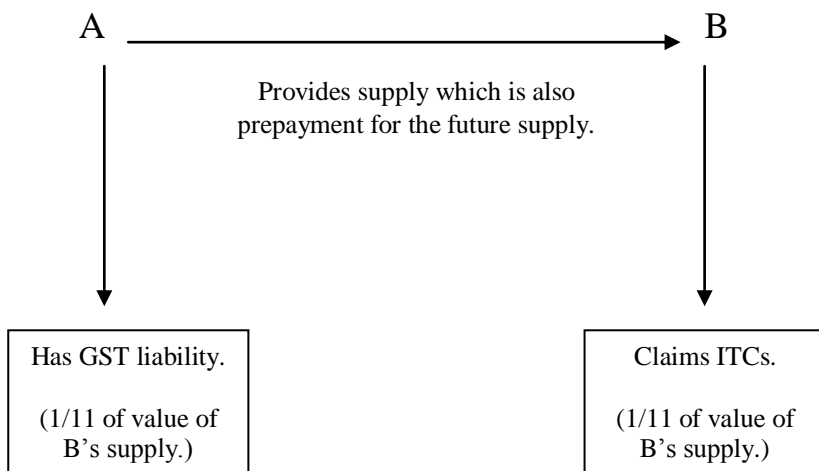 A B
Provides supply which is also
prepayment for the future supply.
Has GST liability.
(1/11 of value of
B’s supply.)
Claims ITCs.
(1/11 of value of
B’s supply.)